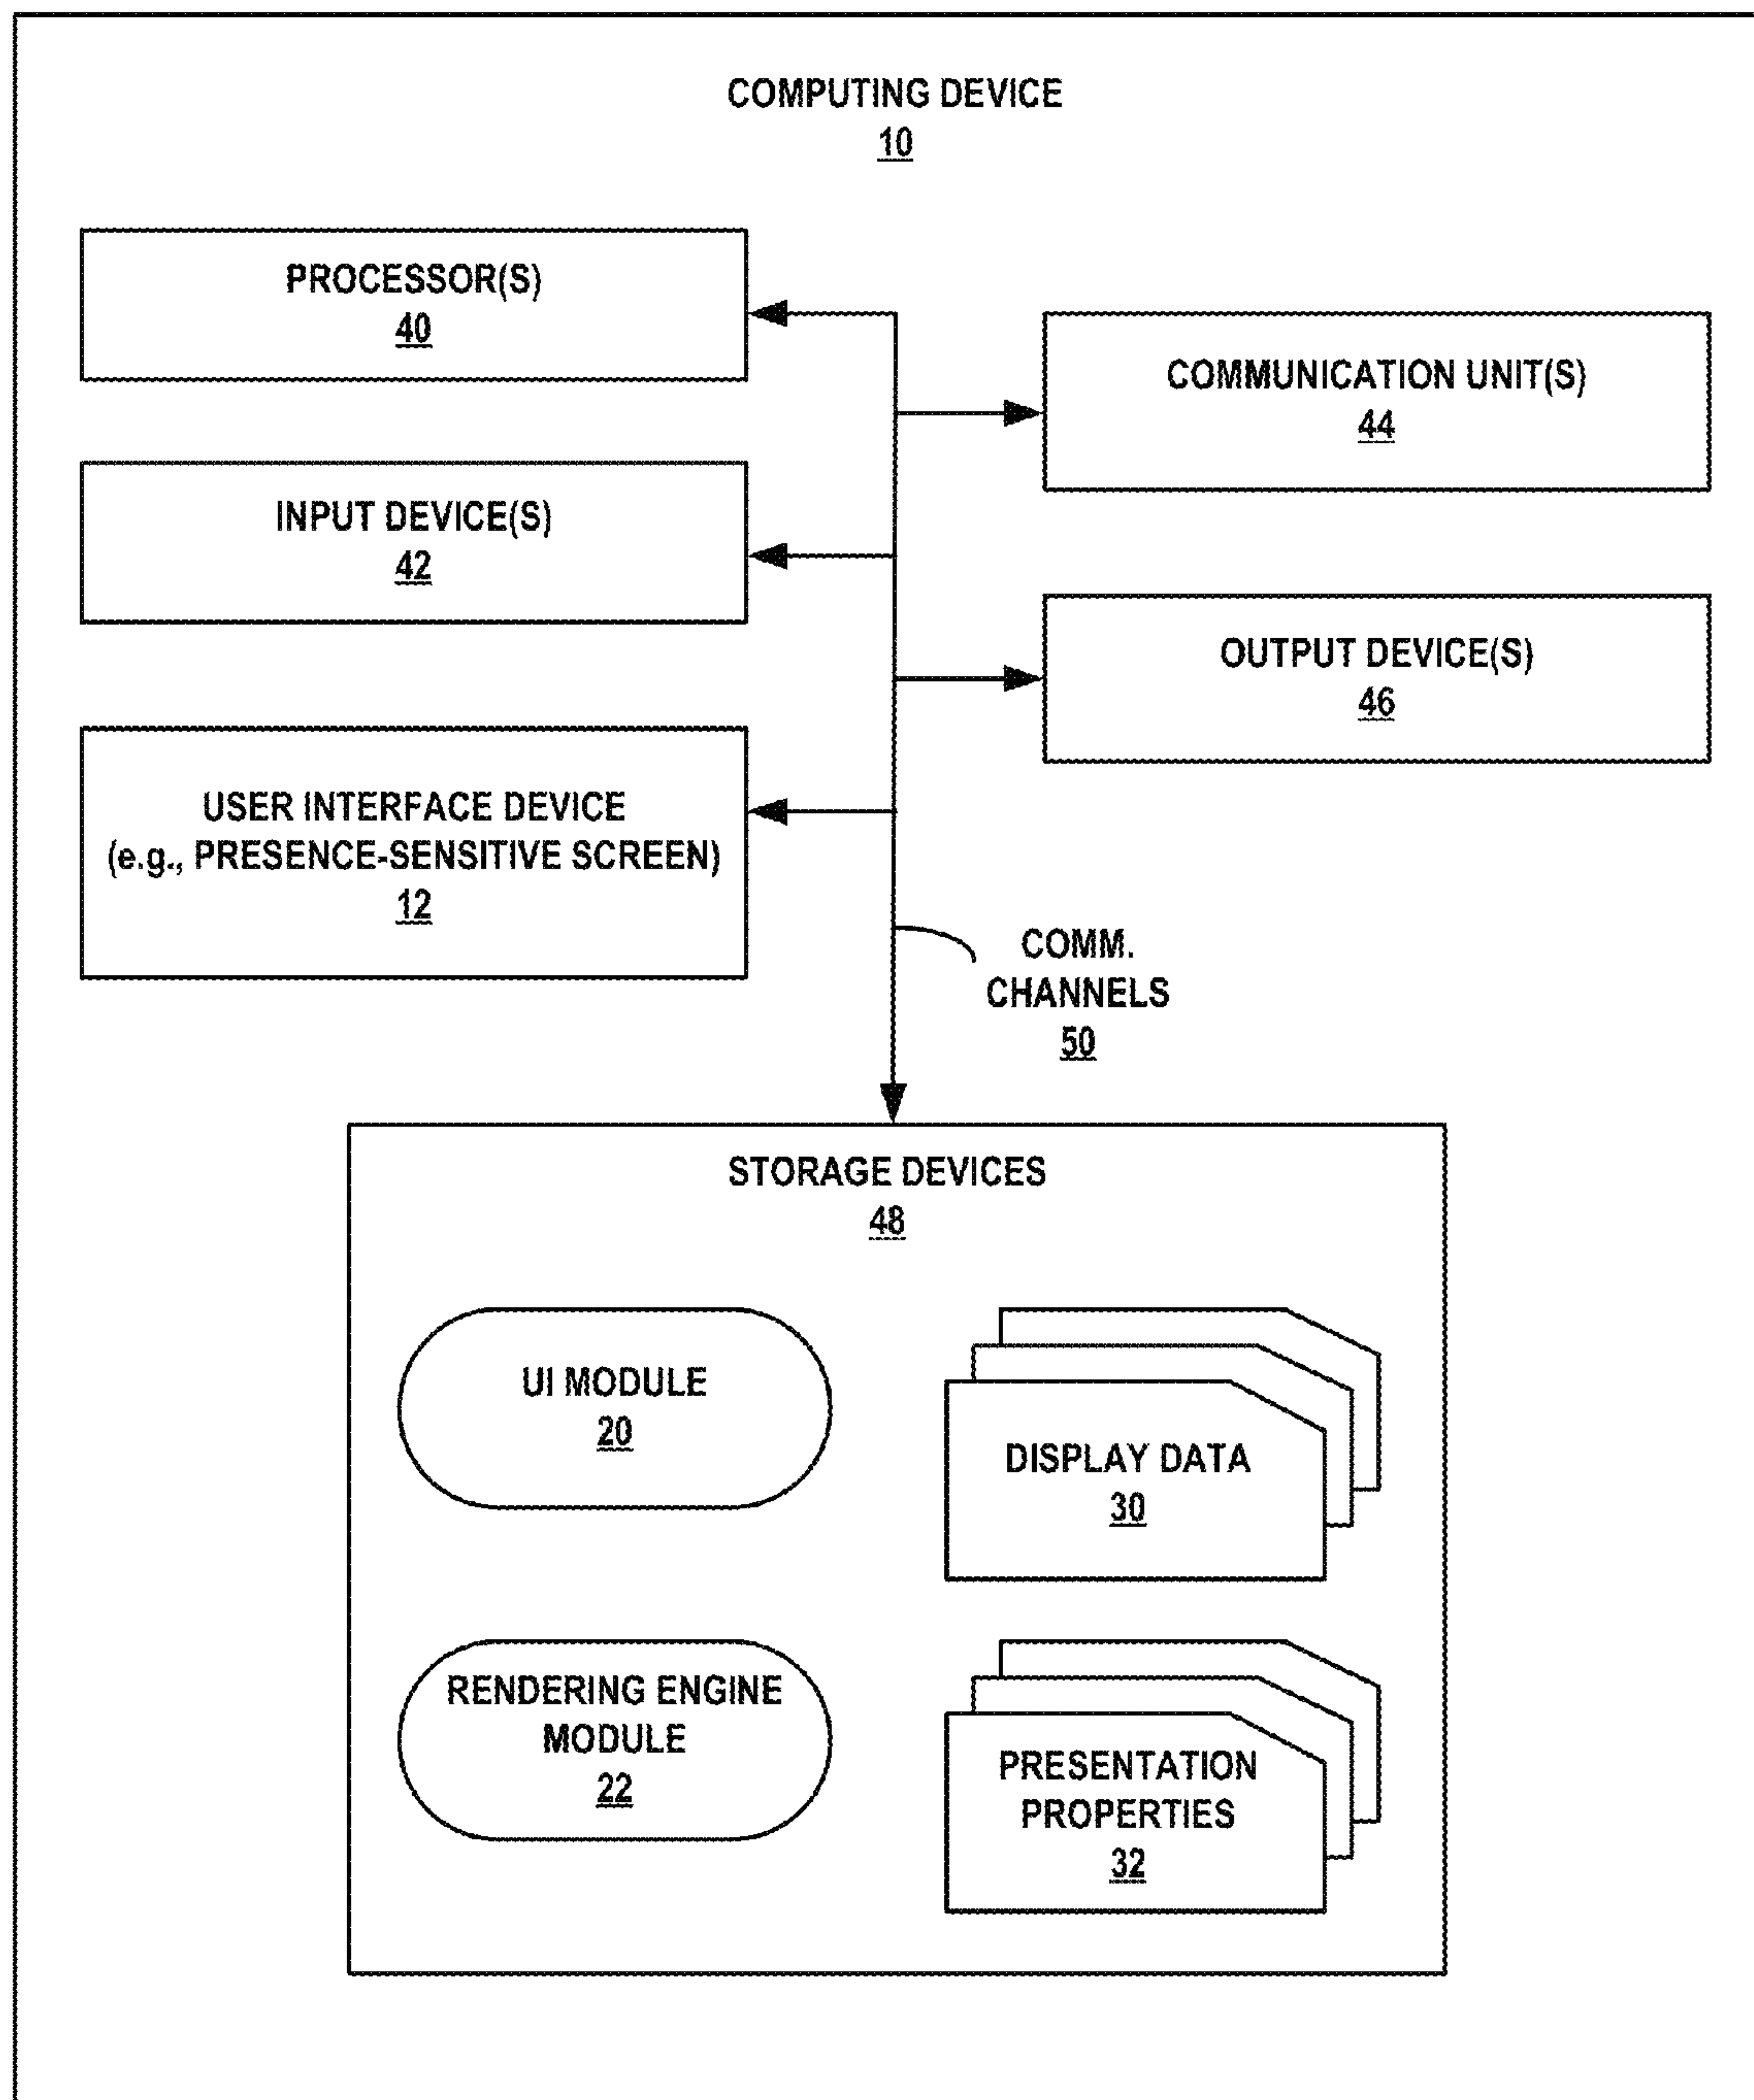 COMPUTING DEVICE
10
PROCESSOR(S)
40
COMMUNICATION UNIT(S)
44
INPUT DEVICE(S)
42
OUTPUT DEVICE(S)
46
USER INTERFACE DEVICE
(e.g., PRESENCE-SENSITIVE SCREEN)
12
COMM.
CHANNELS
50
STORAGE DEVICES
48
UI MODULE
20
DISPLAY DATA
30
RENDERING ENGINE
MODULE
22
PRESENTATION
PROPERTIES
32